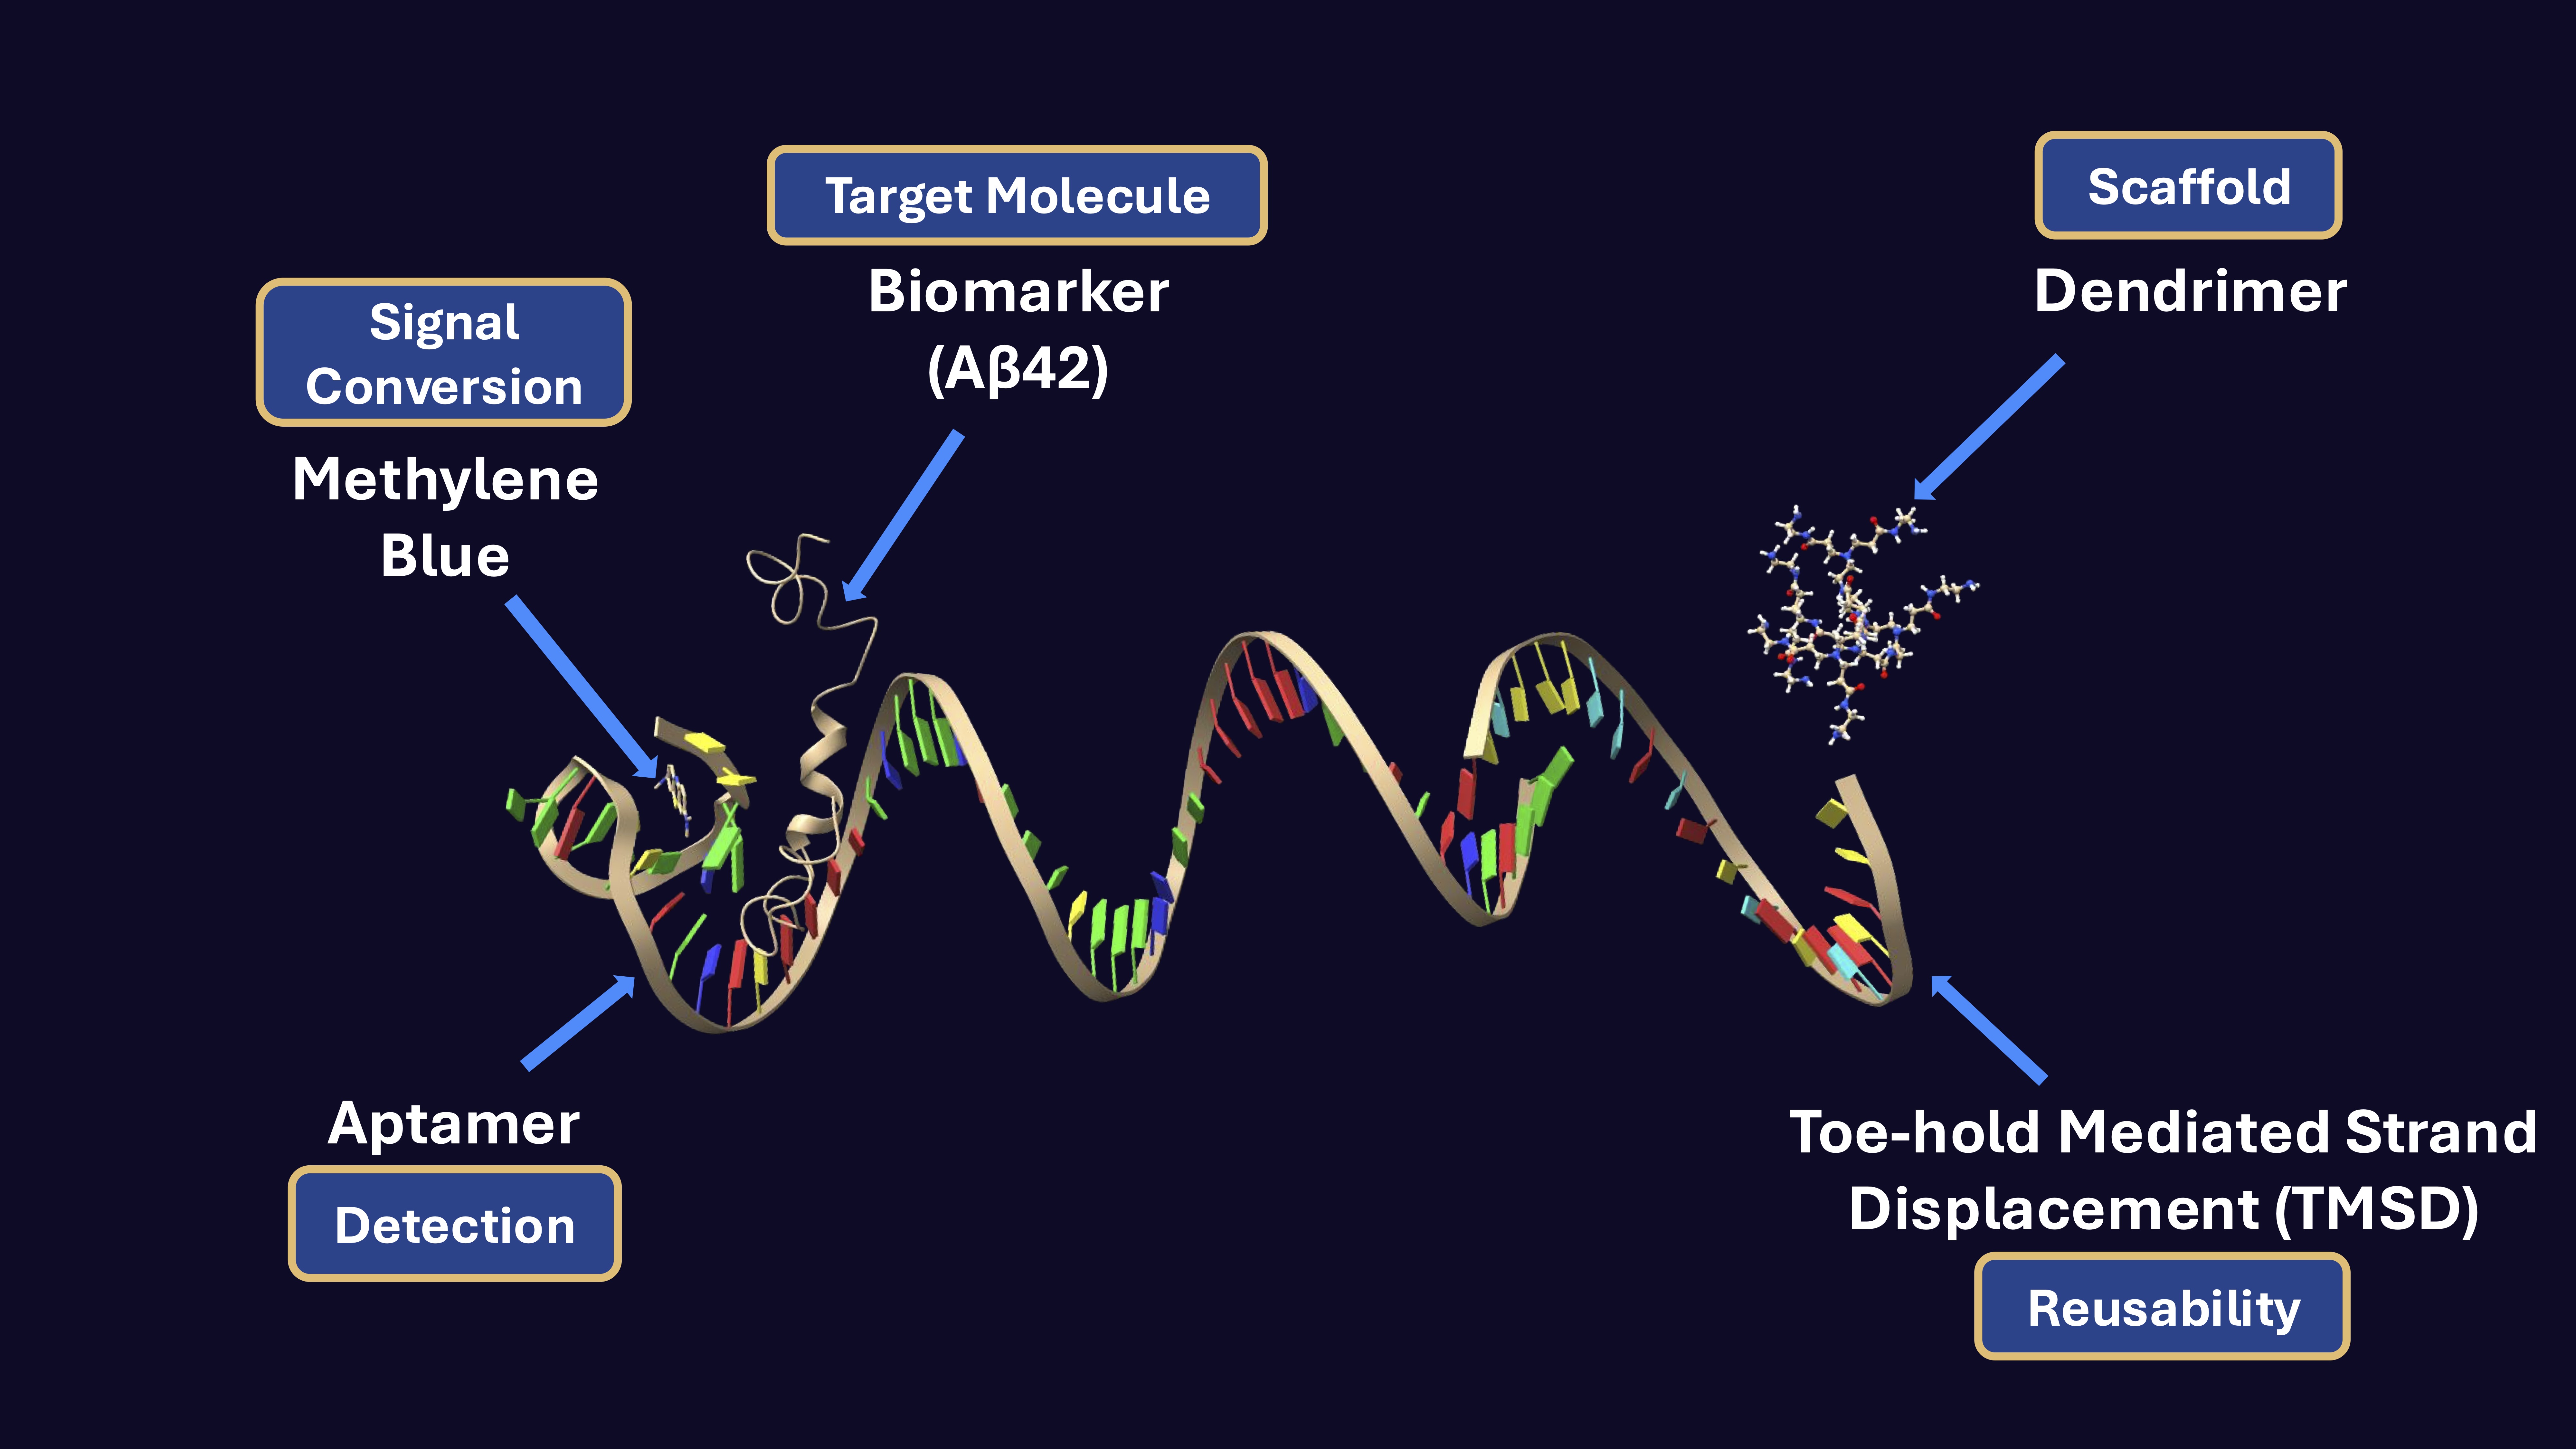 Signal
Conversion
Methylene
Blue
Target Molecule
Biomarker
(Aβ42)
Scaffold
Dendrimer
Aptamer
Detection
Toe-hold Mediated Strand
Displacement (TMSD)
Reusability